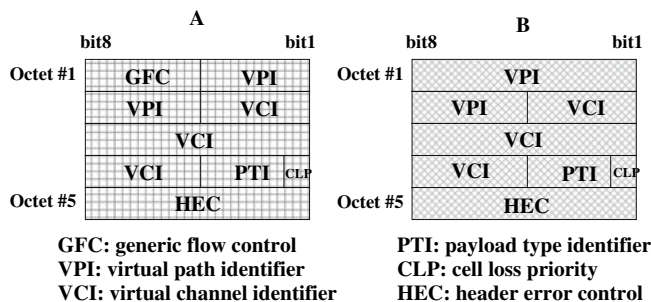 A B
bit8 bit1 bit8 bit1
Octet #1 GFC VPI Octet #1 VPI
VPI VCI VPI VCI
VCI VCI
VCI PTI CLP VCI PTI CLP
Octet #5 HEC Octet #5 HEC
GFC: generic flow control PTI: payload type identifier
VPI: virtual path identifier CLP: cell loss priority
VCI: virtual channel identifier HEC: header error control